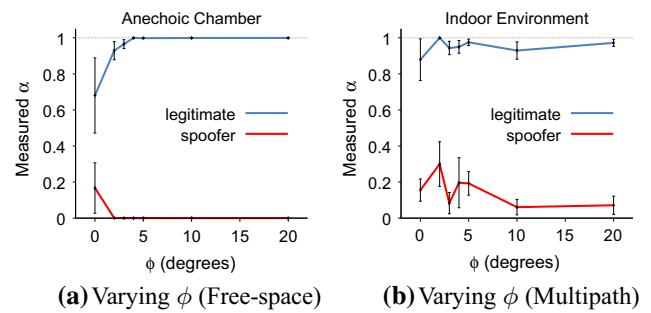 Anechoic Chamber
Measured α
1
0.8
0.6
0.4
0.2
0
legitimate
spoofer
0 5 10 15 20
ϕ (degrees)
(a) Varying ϕ (Free-space)
Indoor Environment
Measured α
1
0.8
0.6
0.4
0.2
0
legitimate
spoofer
0 5 10 15 20
ϕ (degrees)
(b) Varying ϕ (Multipath)